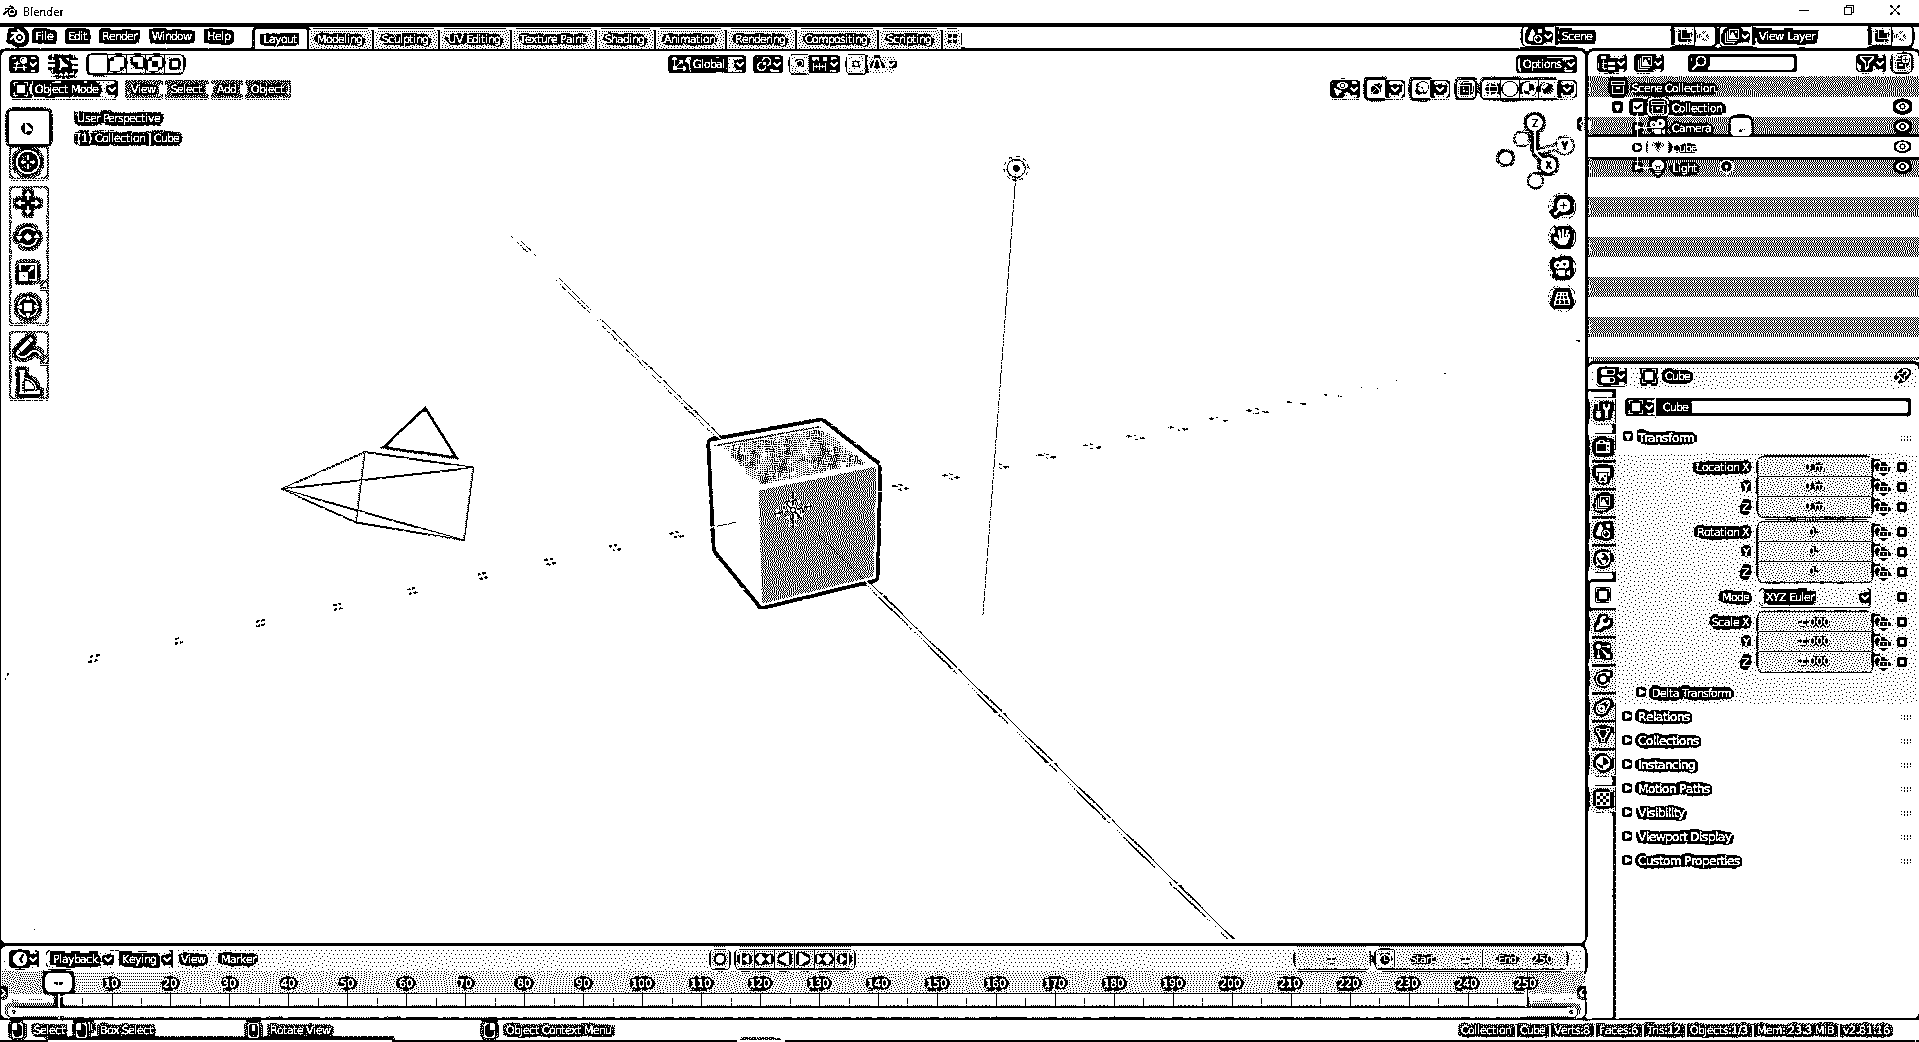 Blender
File Edit Render Window Help Layout Modeling Sculpting UV Editing Texture Paint Shading Animation Rendering Compositing Scripting Scene View Layer
Global Options
Object Mode View Select Add Object
User Perspective
(1) Collection | Cube
Z
Y
X
Scene Collection
Collection
Camera
Light
Cube
Cube
Transform
Location X
Y
Z
Rotation X
Y
Z
Mode XYZ Euler
Scale X
Y
Z
Delta Transform
Relations
Collections
Instancing
Motion Paths
Visibility
Viewport Display
Custom Properties
Playback Keying View Marker Start End 250
10 20 30 40 50 60 70 80 90 100 110 120 130 140 150 160 170 180 190 200 210 220 230 240 250
Select Box Select Rotate View Object Context Menu
Collection | Cube | Verts:8 | Faces:6 | Tris:12 | Objects:1/3 | Mem: 23.3 MiB